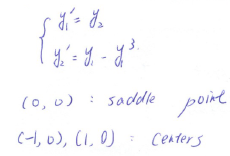 { y₁' = y₂
y₂' = y₁ - y₁³.
(0, 0) : saddle point
(-1, 0), (1, 0) : centers